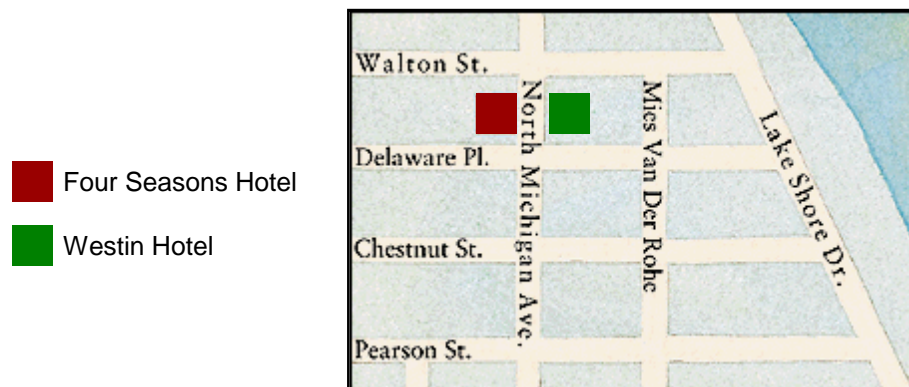 Four Seasons Hotel
Westin Hotel
Walton St.
Delaware Pl.
Chestnut St.
Pearson St.
North Michigan Ave.
Mies Van Der Rohe
Lake Shore Dr.